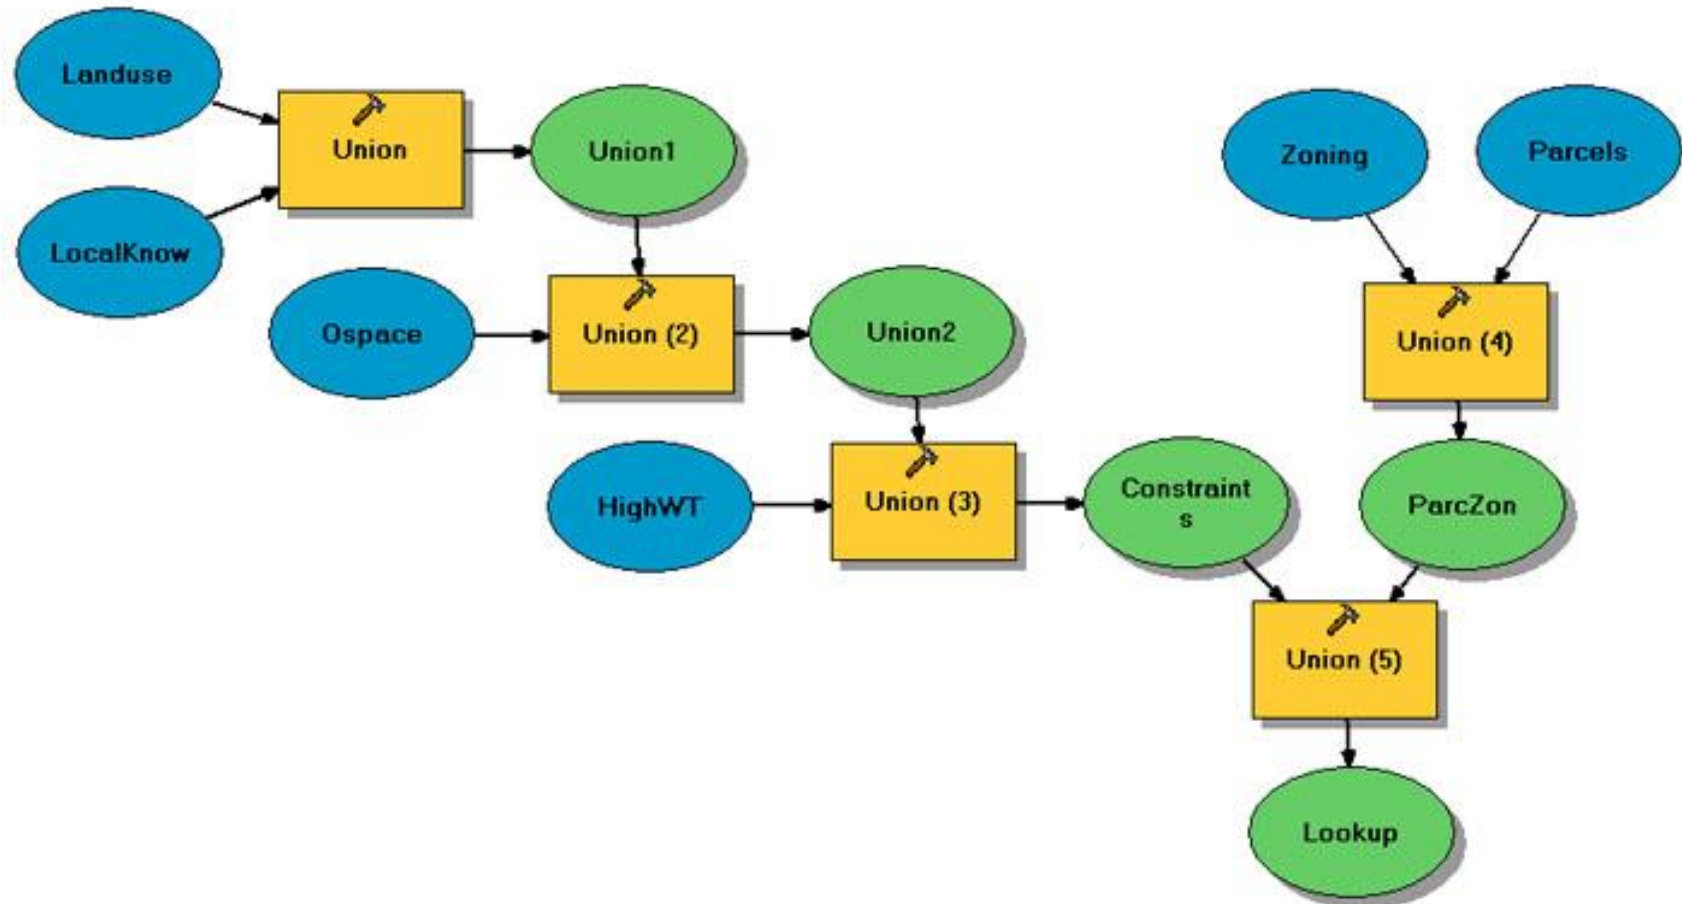 Landuse
Union
Union1
LocalKnow
Zoning
Parcels
Ospace
Union (2)
Union2
Union (4)
HighWT
Union (3)
Constraint
s
ParcZon
Union (5)
Lookup